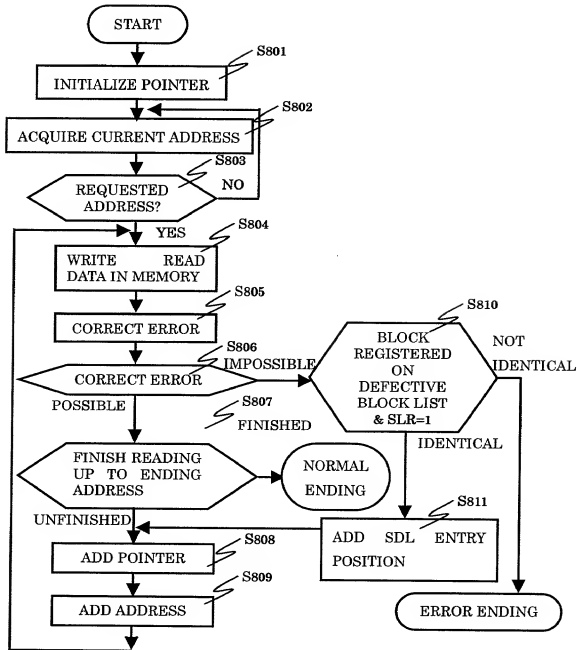 START
S801
INITIALIZE POINTER
S802
ACQUIRE CURRENT ADDRESS
S803
REQUESTED
ADDRESS?
NO
YES
S804
WRITE READ
DATA IN MEMORY
S805
CORRECT ERROR
S806
CORRECT ERROR
IMPOSSIBLE
POSSIBLE
S810
BLOCK
REGISTERED
ON
DEFECTIVE
BLOCK LIST
& SLR=1
NOT
IDENTICAL
IDENTICAL
S807
FINISHED
FINISH READING
UP TO ENDING
ADDRESS
NORMAL
ENDING
UNFINISHED
S811
ADD SDL ENTRY
POSITION
S808
ADD POINTER
S809
ADD ADDRESS
ERROR ENDING